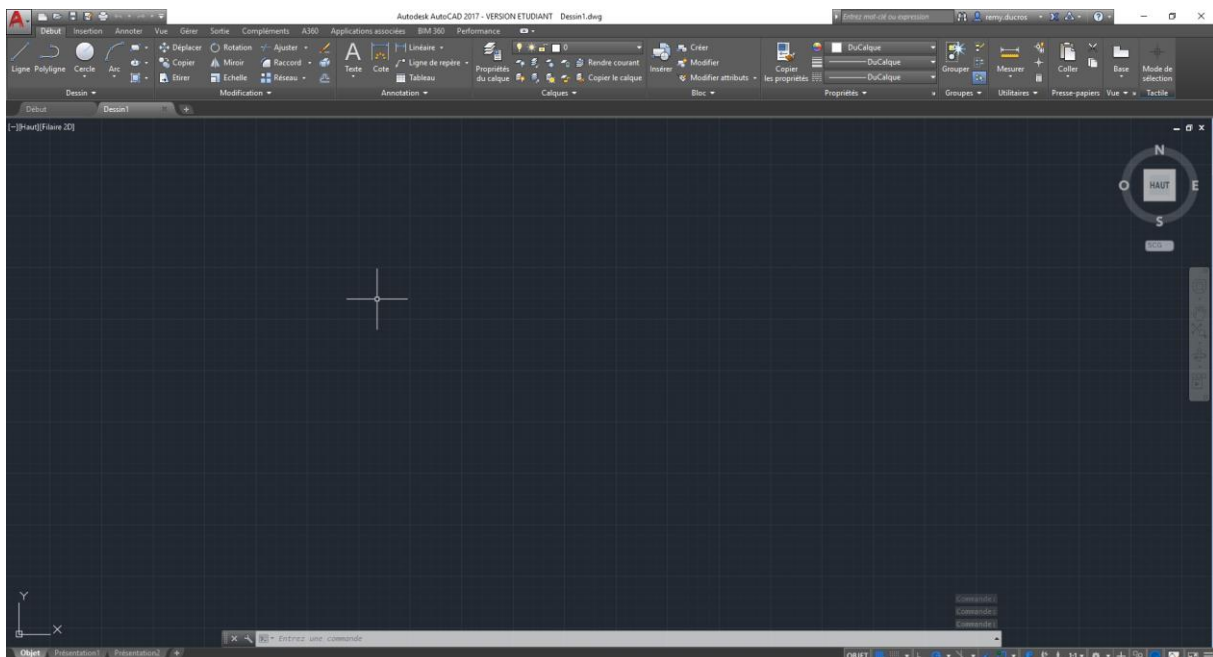 Autodesk AutoCAD 2017 - VERSION ETUDIANT Dessin1.dwg
Entrez mot-clé ou expression
remy.ducros
Début Insertion Annoter Vue Gérer Sortie Compléments A360 Applications associées BIM 360 Performance
Ligne Polyligne Cercle Arc
Déplacer Rotation Ajuster
Copier Miroir Raccord
Etirer Echelle Réseau
Texte Cote
Linéaire
Ligne de repère
Tableau
Propriétés du calque
0
Rendre courant
Copier le calque
Insérer
Créer
Modifier
Modifier attributs
Copier les propriétés
DuCalque
DuCalque
DuCalque
Grouper
Mesurer
Coller
Base
Mode de sélection
Dessin Modification Annotation Calques Bloc Propriétés Groupes Utilitaires Presse-papiers Vue Tactile
Début Dessin1
[−][Haut][Filaire 2D]
N
O HAUT E
S
SCG
Y
X
Commande:
Commande:
Commande:
Entrez une commande
Objet Présentation1 Présentation2 +
OBJET